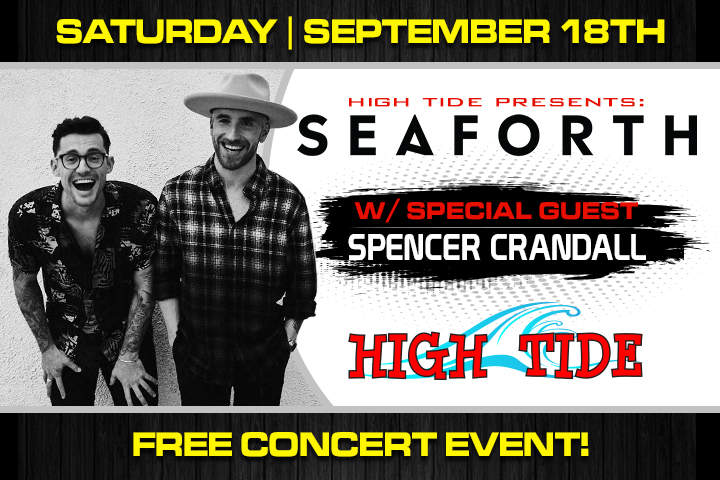 SATURDAY | SEPTEMBER 18TH
HIGH TIDE PRESENTS:
SEAFORTH
W/ SPECIAL GUEST
SPENCER CRANDALL
HIGH TIDE
FREE CONCERT EVENT!